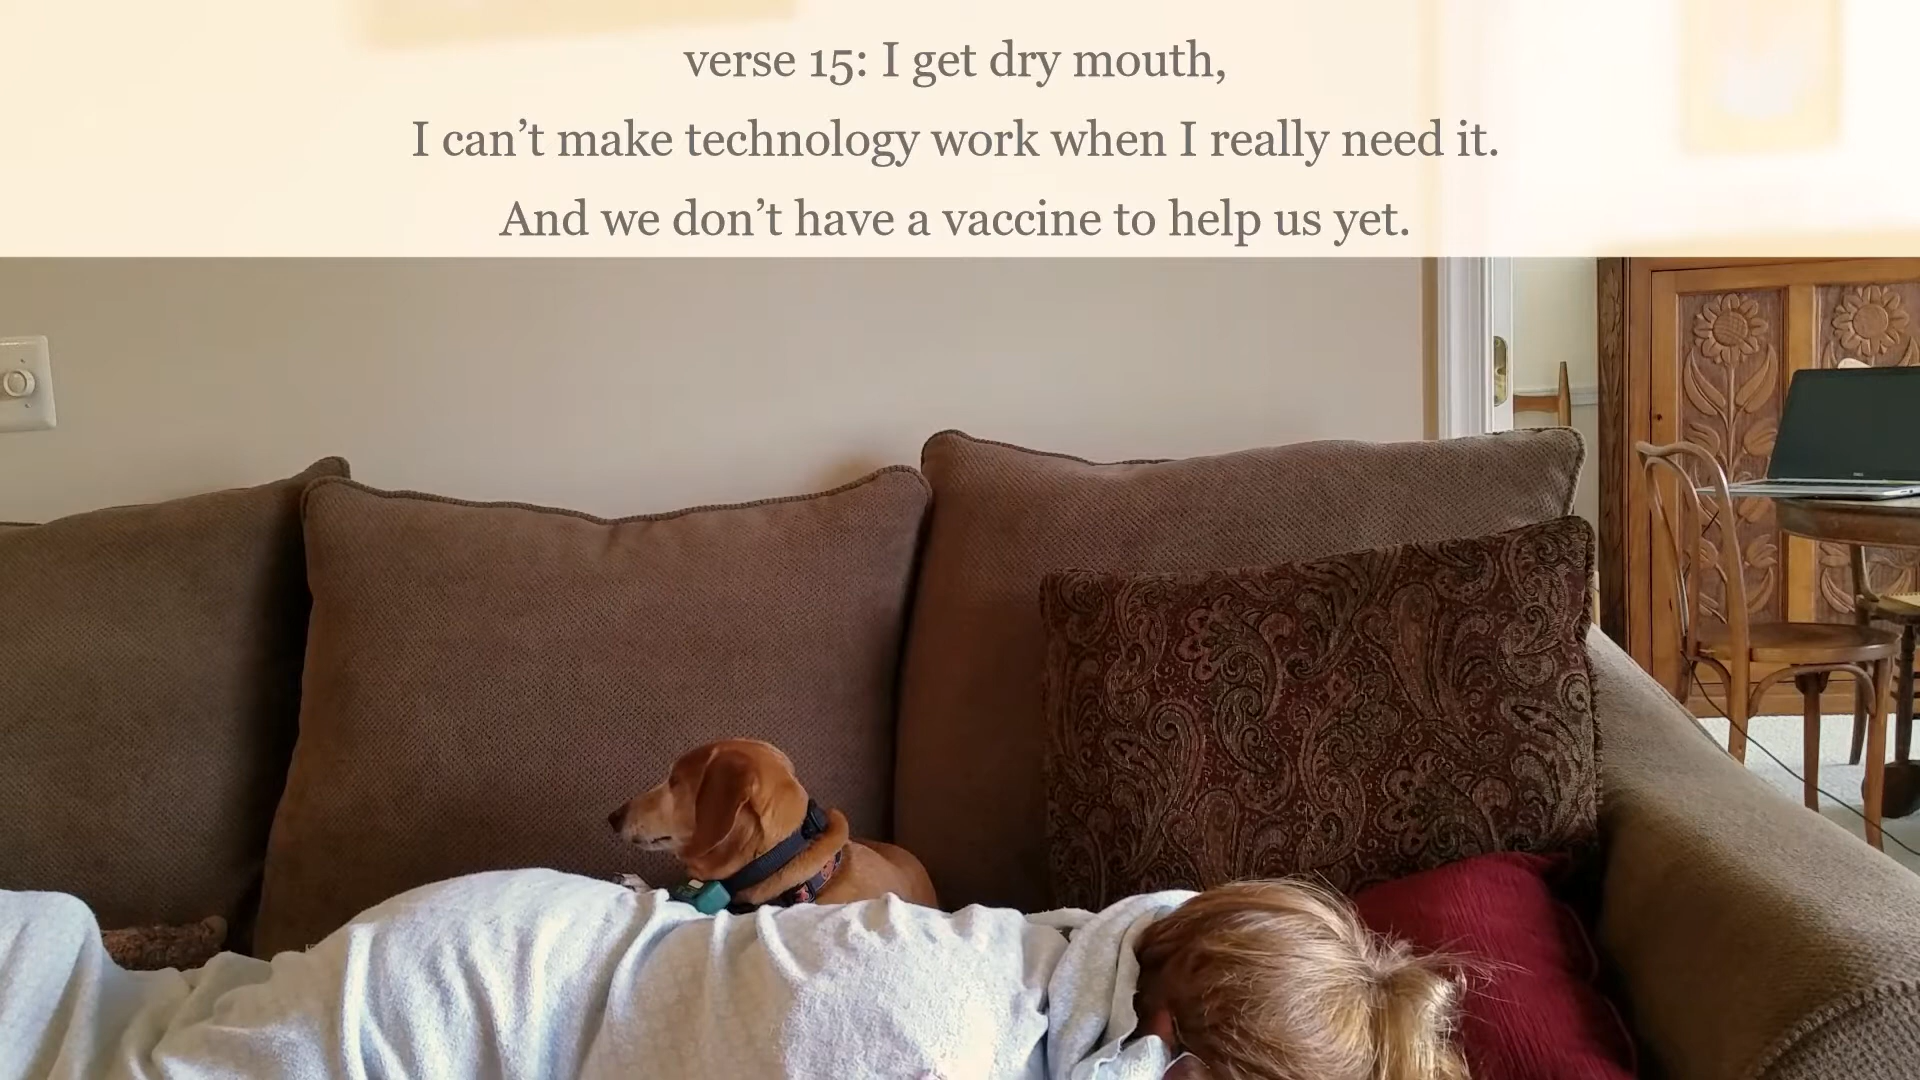 verse 15: I get dry mouth,
I can’t make technology work when I really need it.
And we don’t have a vaccine to help us yet.